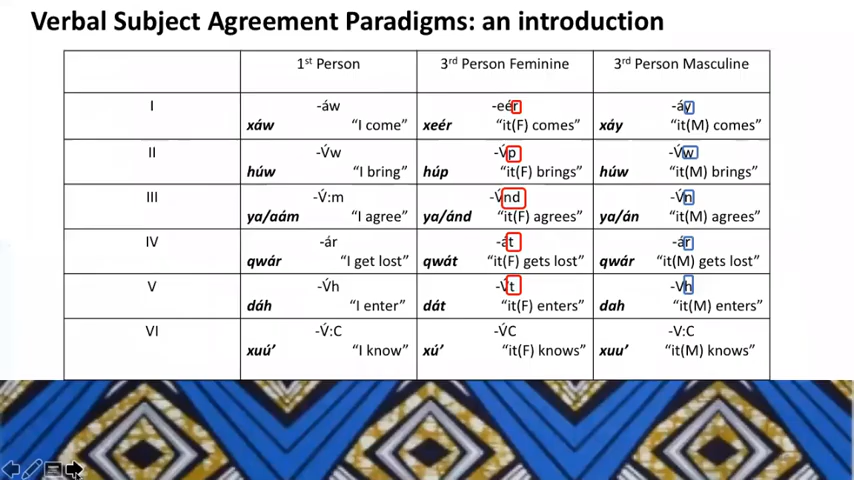 Verbal Subject Agreement Paradigms: an introduction
1st Person 3rd Person Feminine 3rd Person Masculine
I -áw -eér -áy
xáw "I come" xeér "it(F) comes" xáy "it(M) comes"
II -V́w -V́p -V́w
húw "I bring" húp "it(F) brings" húw "it(M) brings"
III -V́:m -V́nd -V́n
ya/aám "I agree" ya/ánd "it(F) agrees" ya/án "it(M) agrees"
IV -ár -át -ár
qwár "I get lost" qwát "it(F) gets lost" qwár "it(M) gets lost"
V -V́h -V́t -Vh
dáh "I enter" dát "it(F) enters" dah "it(M) enters"
VI -V́:C -V́C -V:C
xuú’ "I know" xú’ "it(F) knows" xuu’ "it(M) knows"